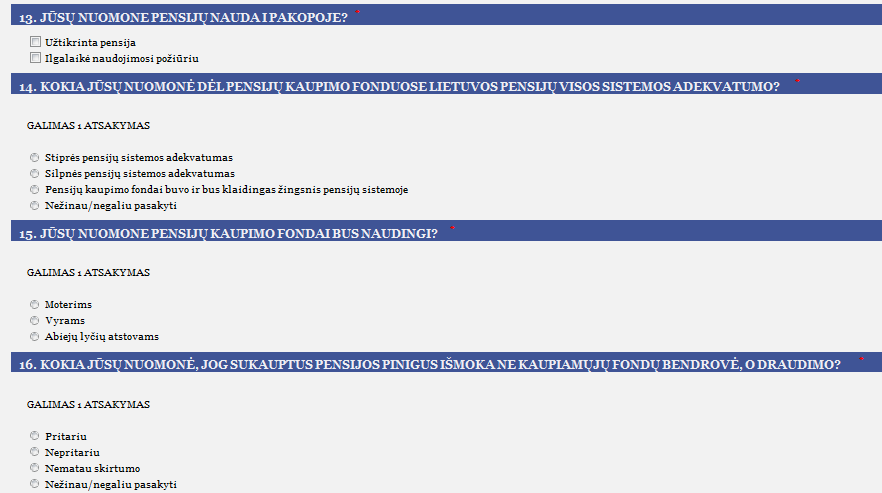 13. JŪSŲ NUOMONE PENSIJŲ NAUDA I PAKOPOJE? *
Užtikrinta pensija
Ilgalaikė naudojimosi požiūriu
14. KOKIA JŪSŲ NUOMONĖ DĖL PENSIJŲ KAUPIMO FONDUOSE LIETUVOS PENSIJŲ VISOS SISTEMOS ADEKVATUMO? *
GALIMAS 1 ATSAKYMAS
Stiprės pensijų sistemos adekvatumas
Silpnės pensijų sistemos adekvatumas
Pensijų kaupimo fondai buvo ir bus klaidingas žingsnis pensijų sistemoje
Nežinau/negaliu pasakyti
15. JŪSŲ NUOMONE PENSIJŲ KAUPIMO FONDAI BUS NAUDINGI? *
GALIMAS 1 ATSAKYMAS
Moterims
Vyrams
Abiejų lyčių atstovams
16. KOKIA JŪSŲ NUOMONĖ, JOG SUKAUPTUS PENSIJOS PINIGUS IŠMOKA NE KAUPIAMŲJŲ FONDŲ BENDROVĖ, O DRAUDIMO? *
GALIMAS 1 ATSAKYMAS
Pritariu
Nepritariu
Nematau skirtumo
Nežinau/negaliu pasakyti